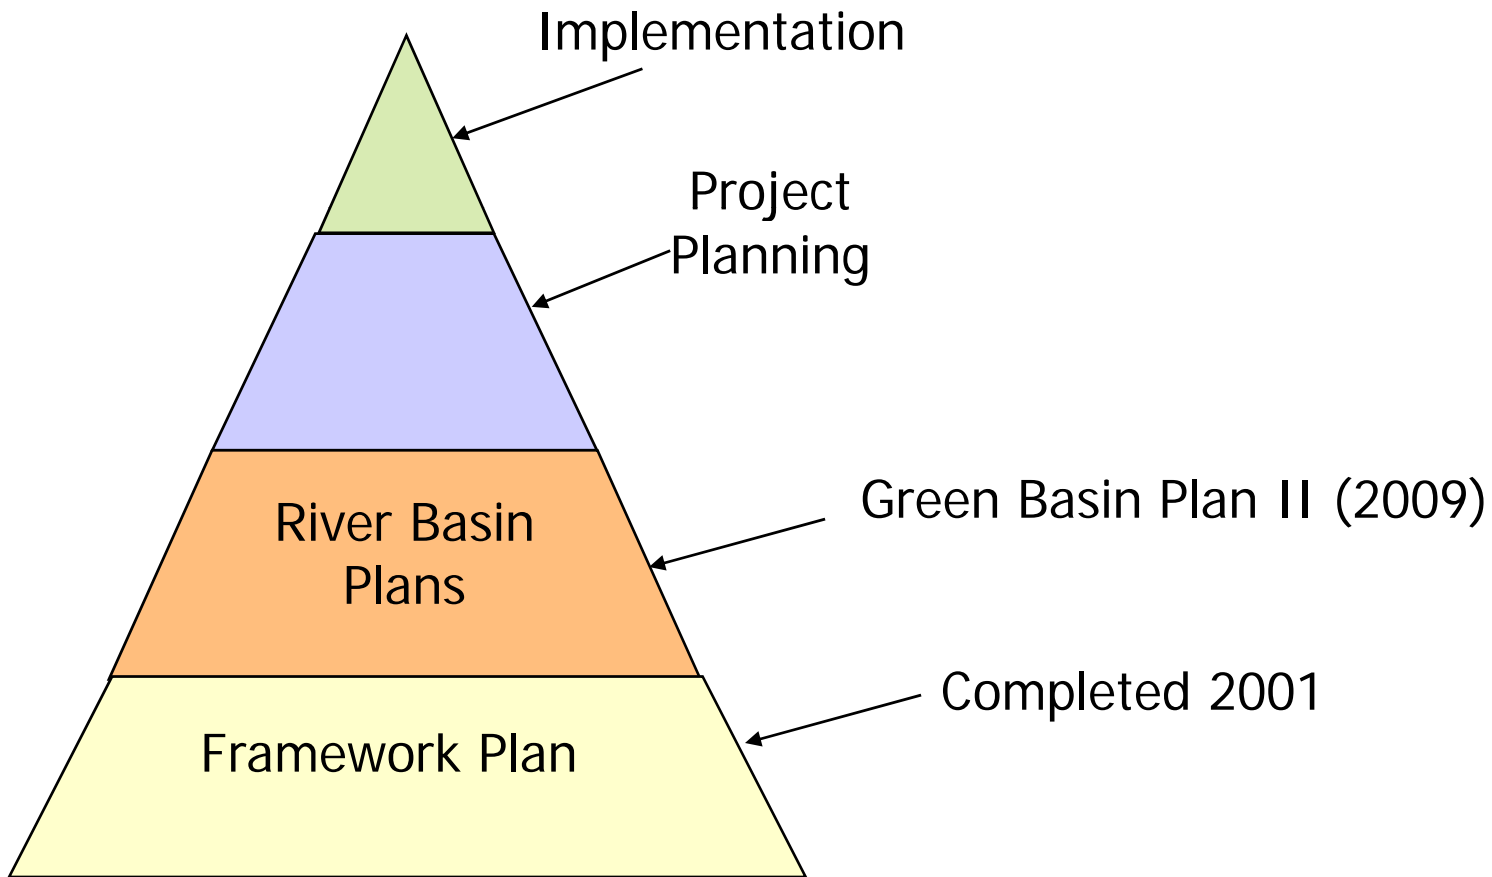 Implementation
Project
Planning
Green Basin Plan II (2009)
River Basin
Plans
Completed 2001
Framework Plan